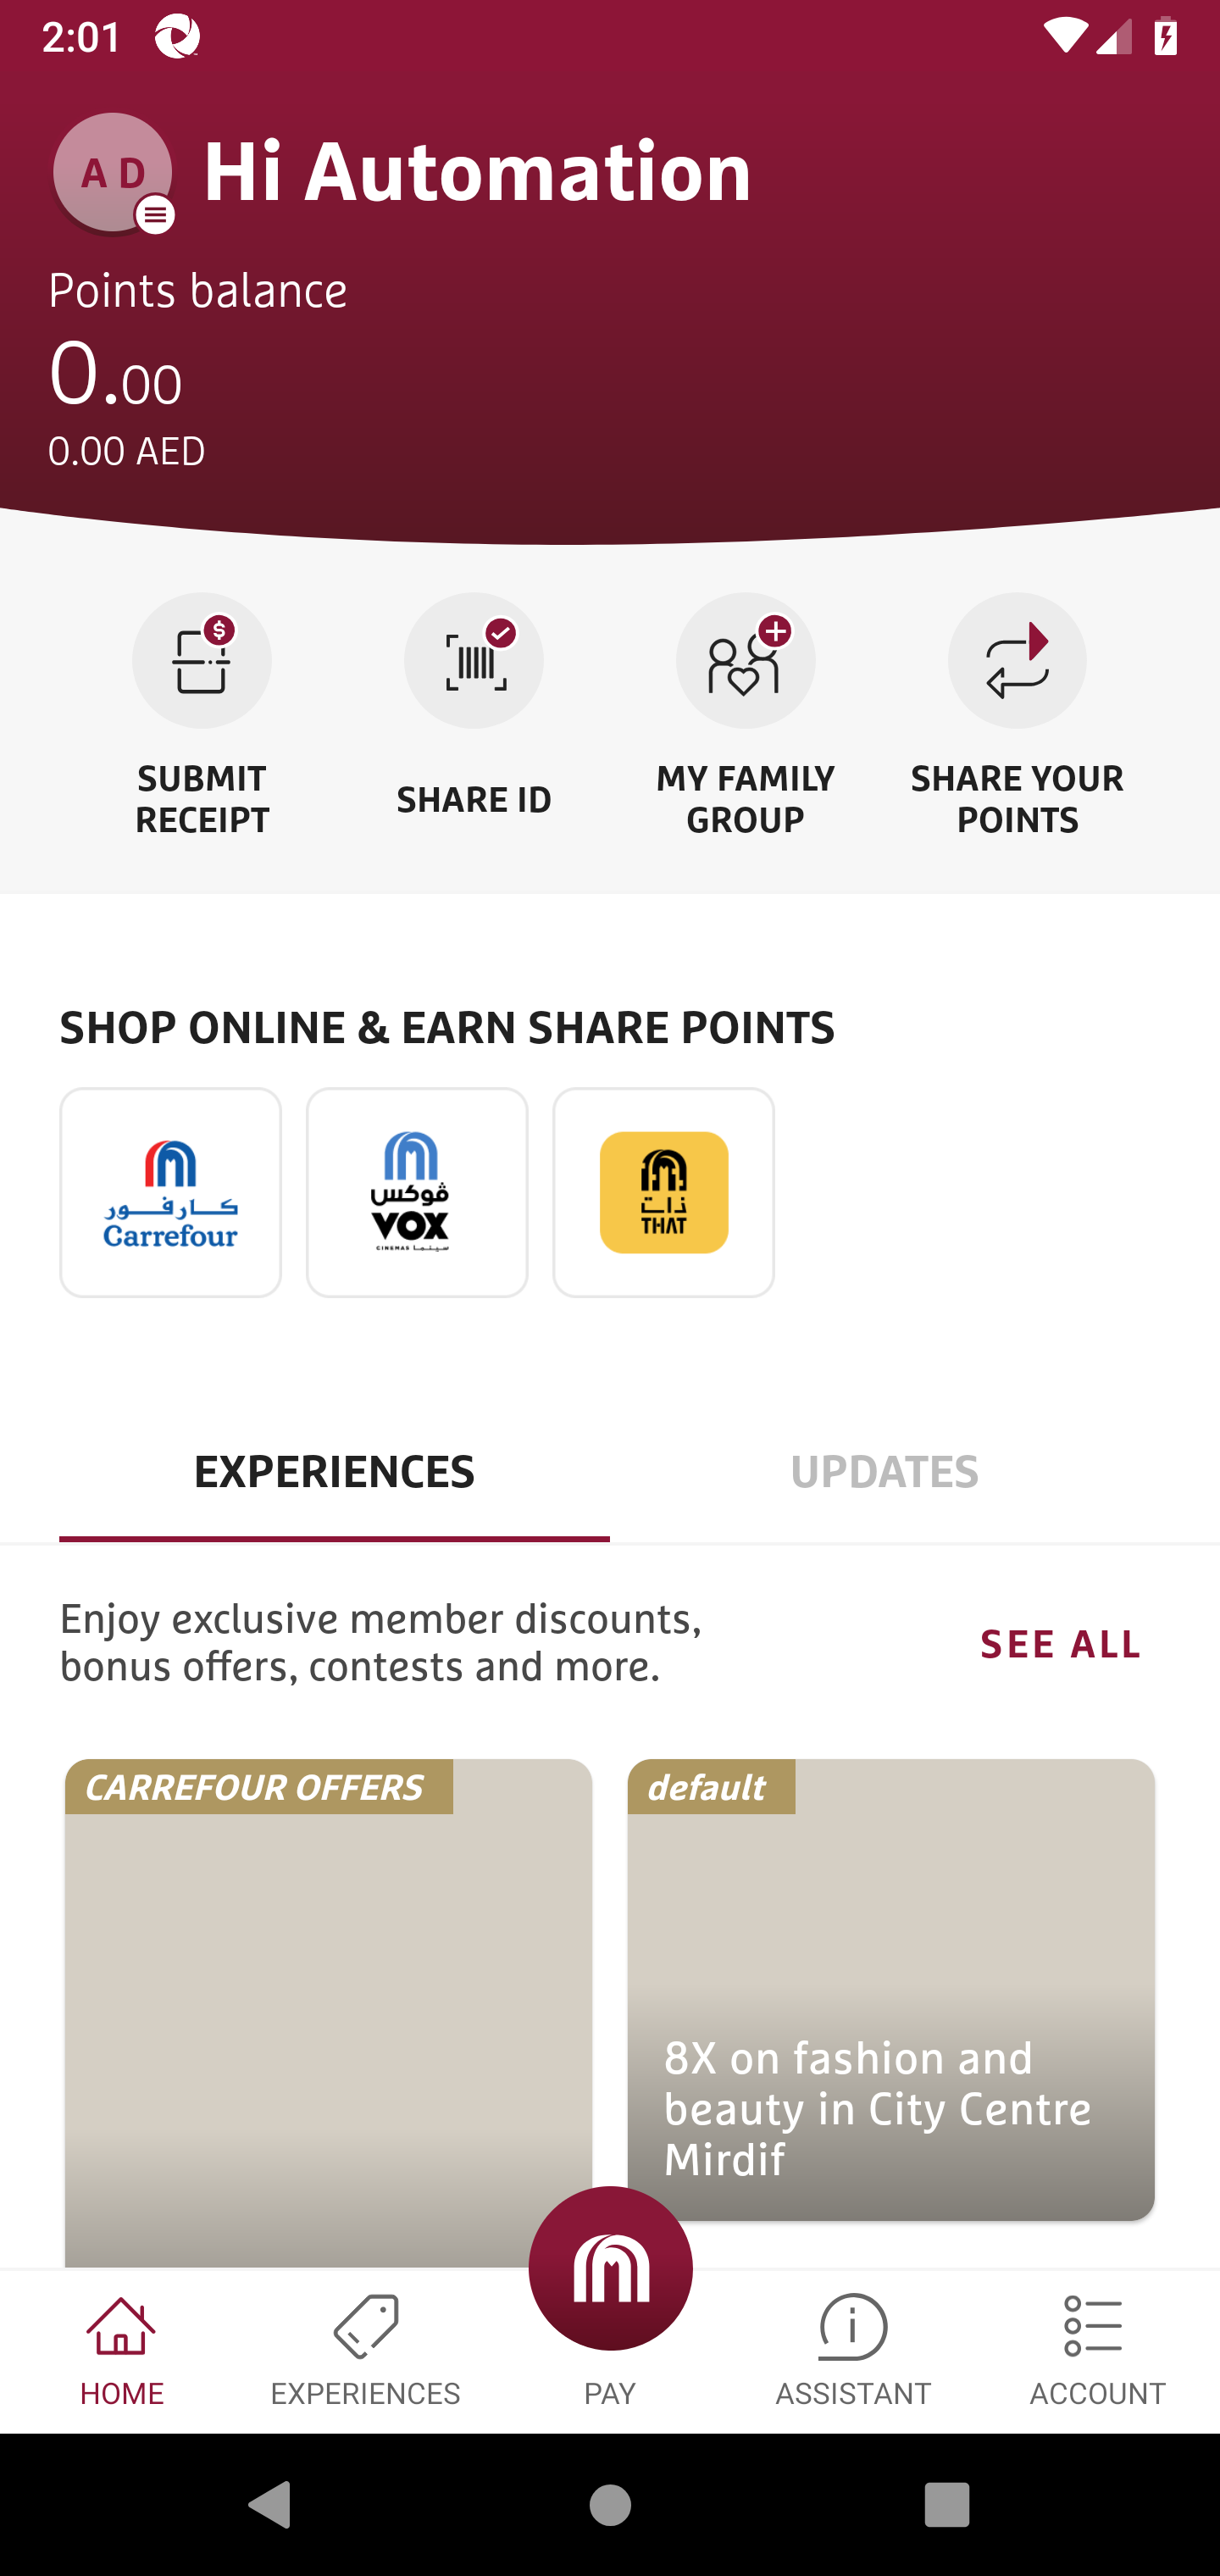 2:01
A D
Hi Automation
Points balance
0.00
0.00 AED
SUBMIT
RECEIPT
SHARE ID
MY FAMILY
GROUP
SHARE YOUR
POINTS
SHOP ONLINE & EARN SHARE POINTS
كارفور
Carrefour
ڤوكس
VOX
CINEMAS سينما
ذات
THAT
EXPERIENCES
UPDATES
Enjoy exclusive member discounts,
bonus offers, contests and more.
SEE ALL
CARREFOUR OFFERS
default
8X on fashion and
beauty in City Centre
Mirdif
HOME
EXPERIENCES
PAY
ASSISTANT
ACCOUNT